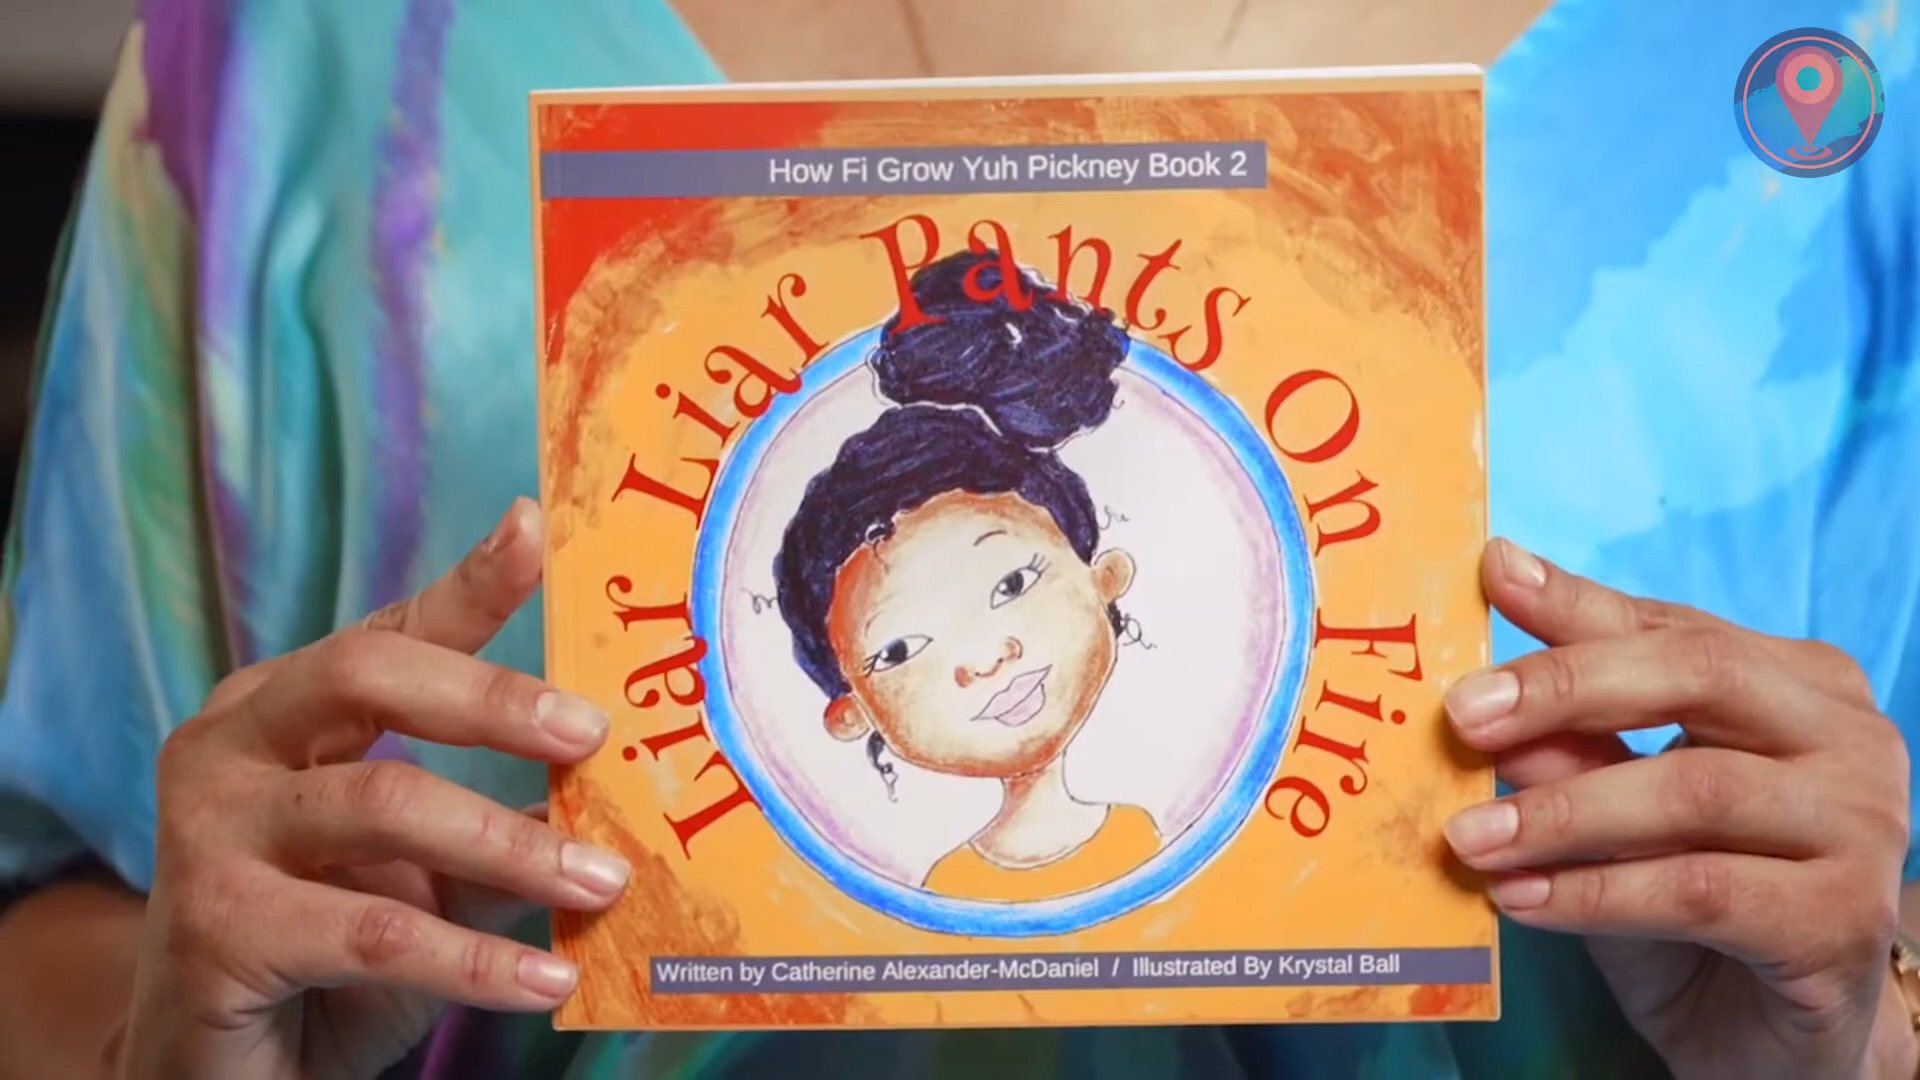 How Fi Grow Yuh Pickney Book 2
Liar Liar Pants On Fire
Written by Catherine Alexander-McDaniel / Illustrated By Krystal Ball